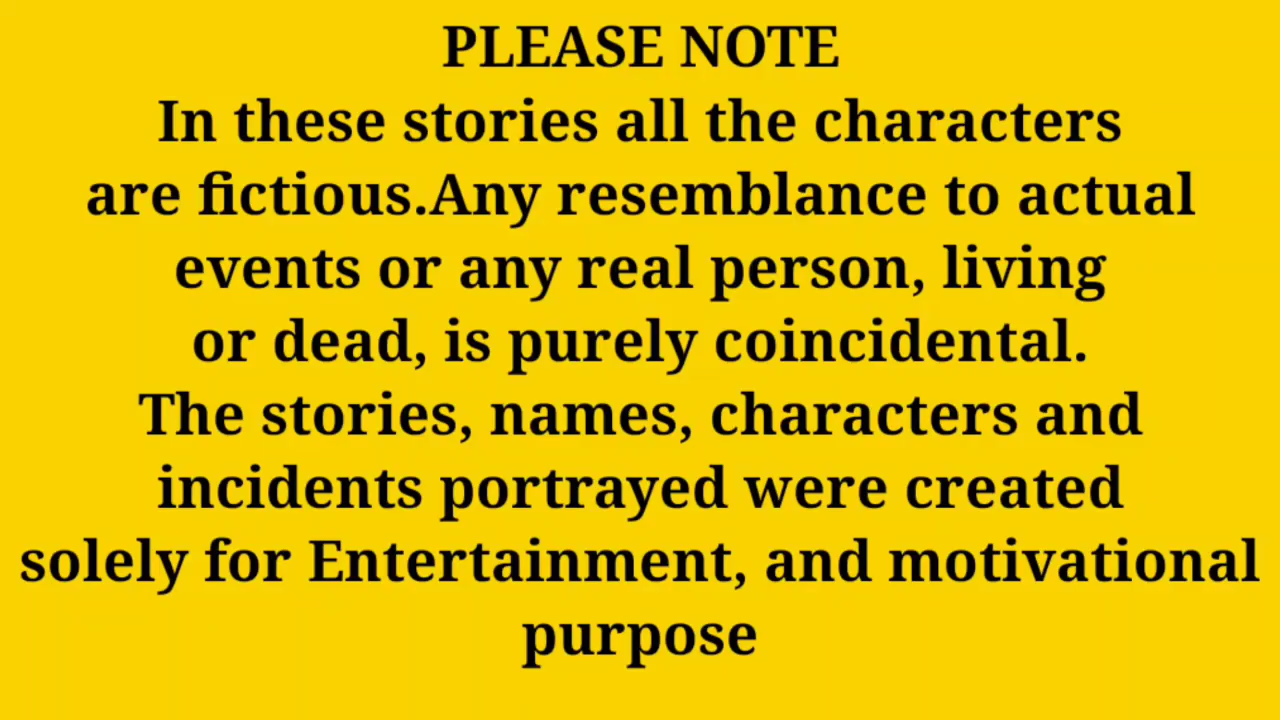 PLEASE NOTE
In these stories all the characters
are fictious.Any resemblance to actual
events or any real person, living
or dead, is purely coincidental.
The stories, names, characters and
incidents portrayed were created
solely for Entertainment, and motivational
purpose